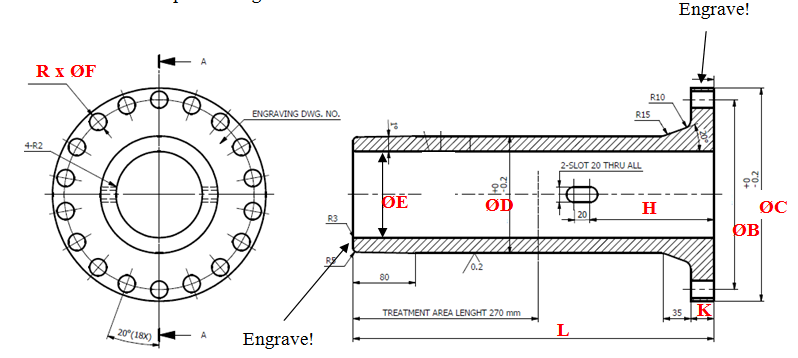 Engrave!
A
R x ØF
ENGRAVING DWG. NO.
4-R2
20°(18X)
A
Engrave!
R10
R15
20°
1°
2-SLOT 20 THRU ALL
+0
-0.2
+0
-0.2
ØE
ØD
H
ØB
ØC
20
R3
R5
80
0.2
35
K
TREATMENT AREA LENGHT 270 mm
L